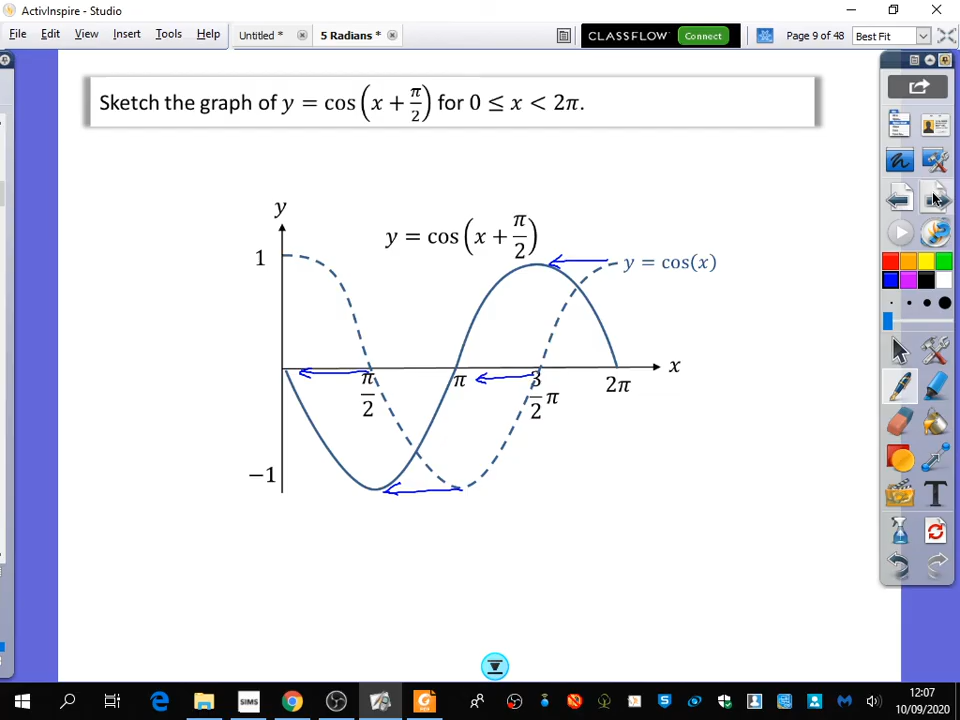 ActivInspire - Studio
File Edit View Insert Tools Help Untitled * 5 Radians * CLASSFLOW Connect Page 9 of 48 Best Fit
Sketch the graph of y = cos(x + π/2) for 0 ≤ x < 2π.
y
y = cos(x + π/2)
1
y = cos(x)
x
π/2
π
3/2 π
2π
−1
T
SIMS
12:07
10/09/2020